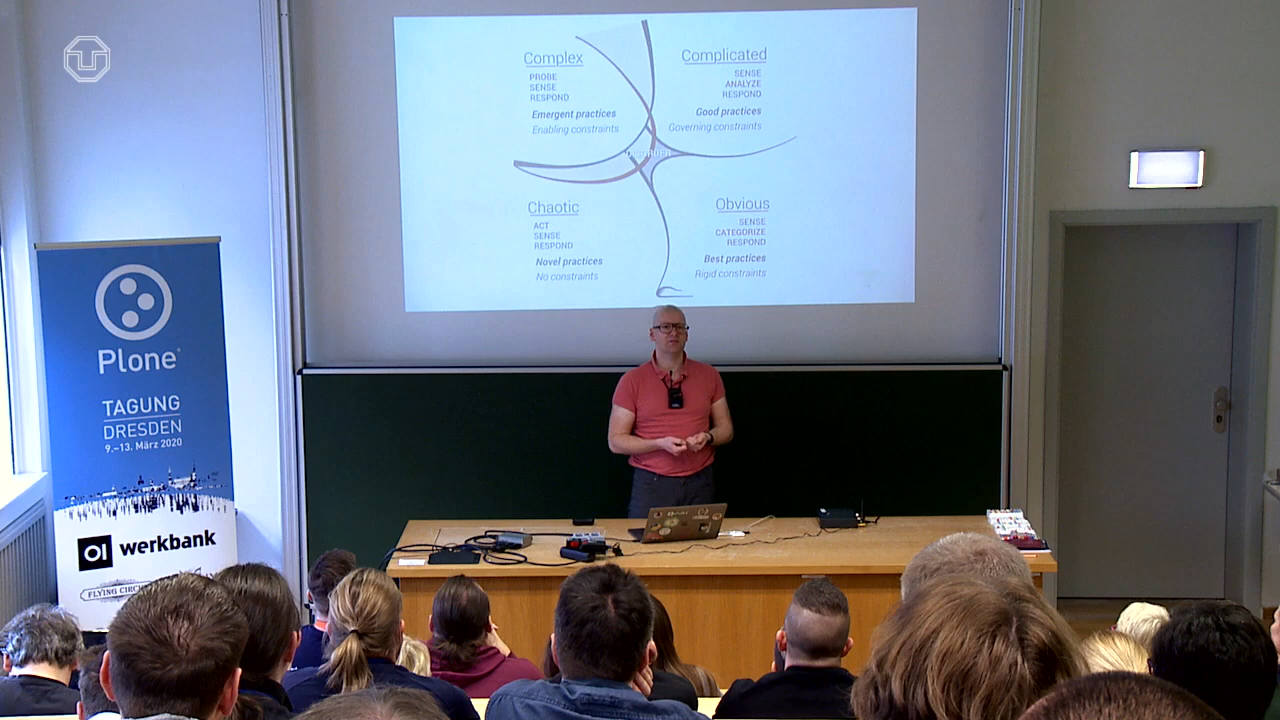 Complex
PROBE
SENSE
RESPOND
Emergent practices
Enabling constraints
Complicated
SENSE
ANALYZE
RESPOND
Good practices
Governing constraints
Chaotic
ACT
SENSE
RESPOND
Novel practices
No constraints
Obvious
SENSE
CATEGORIZE
RESPOND
Best practices
Rigid constraints
Plone
TAGUNG
DRESDEN
9.–13. März 2020
werkbank
FLYING